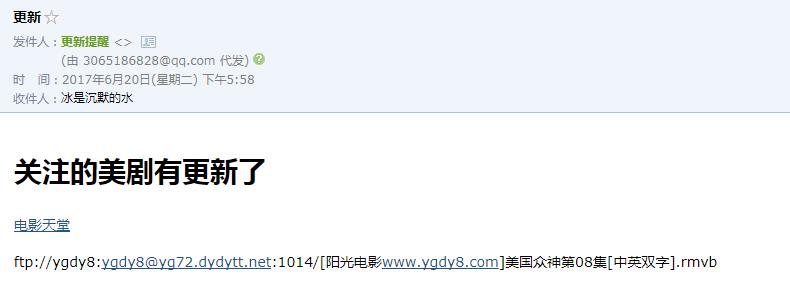 更新☆
发件人：更新提醒 <>
(由 3065186828@qq.com 代发)
时 间：2017年6月20日(星期二) 下午5:58
收件人：冰是沉默的水
关注的美剧有更新了
电影天堂
ftp://ygdy8:ygdy8@yg72.dydytt.net:1014/[阳光电影www.ygdy8.com]美国众神第08集[中英双字].rmvb